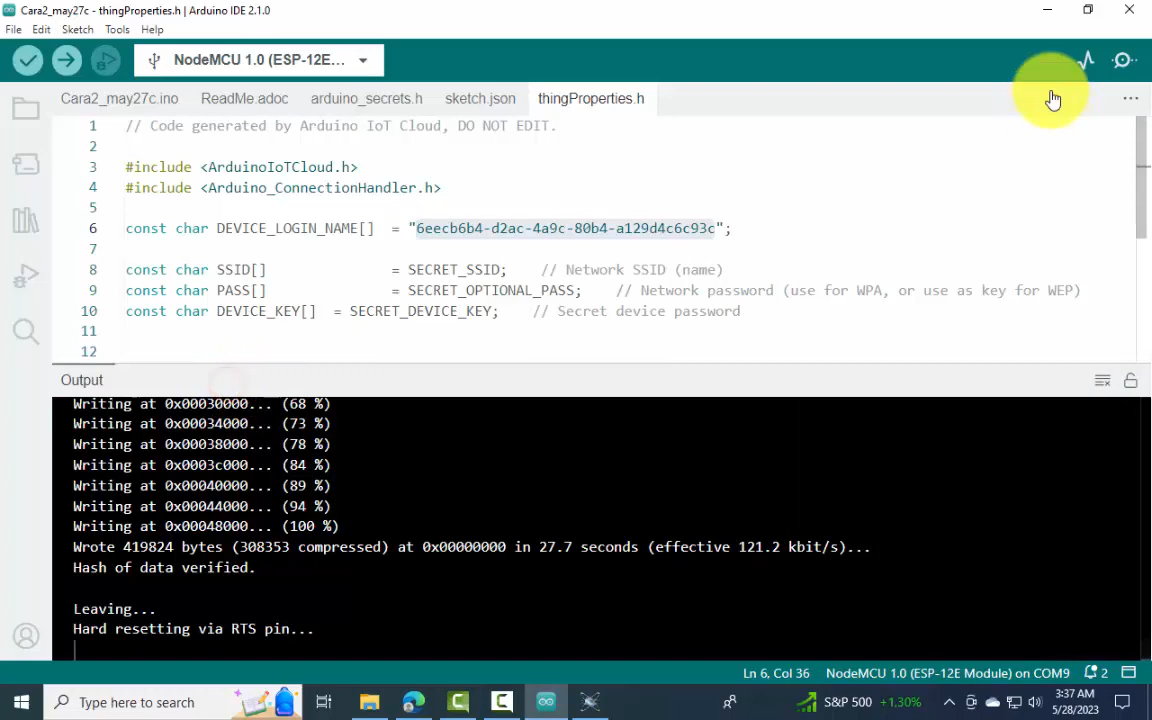 Cara2_may27c - thingProperties.h | Arduino IDE 2.1.0
File Edit Sketch Tools Help
NodeMCU 1.0 (ESP-12E...
Cara2_may27c.ino ReadMe.adoc arduino_secrets.h sketch.json thingProperties.h ...
1 // Code generated by Arduino IoT Cloud, DO NOT EDIT.
2
3 #include <ArduinoIoTCloud.h>
4 #include <Arduino_ConnectionHandler.h>
5
6 const char DEVICE_LOGIN_NAME[] = "6eecb6b4-d2ac-4a9c-80b4-a129d4c6c93c";
7
8 const char SSID[] = SECRET_SSID; // Network SSID (name)
9 const char PASS[] = SECRET_OPTIONAL_PASS; // Network password (use for WPA, or use as key for WEP)
10 const char DEVICE_KEY[] = SECRET_DEVICE_KEY; // Secret device password
11
12
Output
Writing at 0x00030000... (68 %)
Writing at 0x00034000... (73 %)
Writing at 0x00038000... (78 %)
Writing at 0x0003c000... (84 %)
Writing at 0x00040000... (89 %)
Writing at 0x00044000... (94 %)
Writing at 0x00048000... (100 %)
Wrote 419824 bytes (308353 compressed) at 0x00000000 in 27.7 seconds (effective 121.2 kbit/s)...
Hash of data verified.
Leaving...
Hard resetting via RTS pin...
Ln 6, Col 36 NodeMCU 1.0 (ESP-12E Module) on COM9 2
Type here to search S&P 500 +1,30% 3:37 AM
5/28/2023